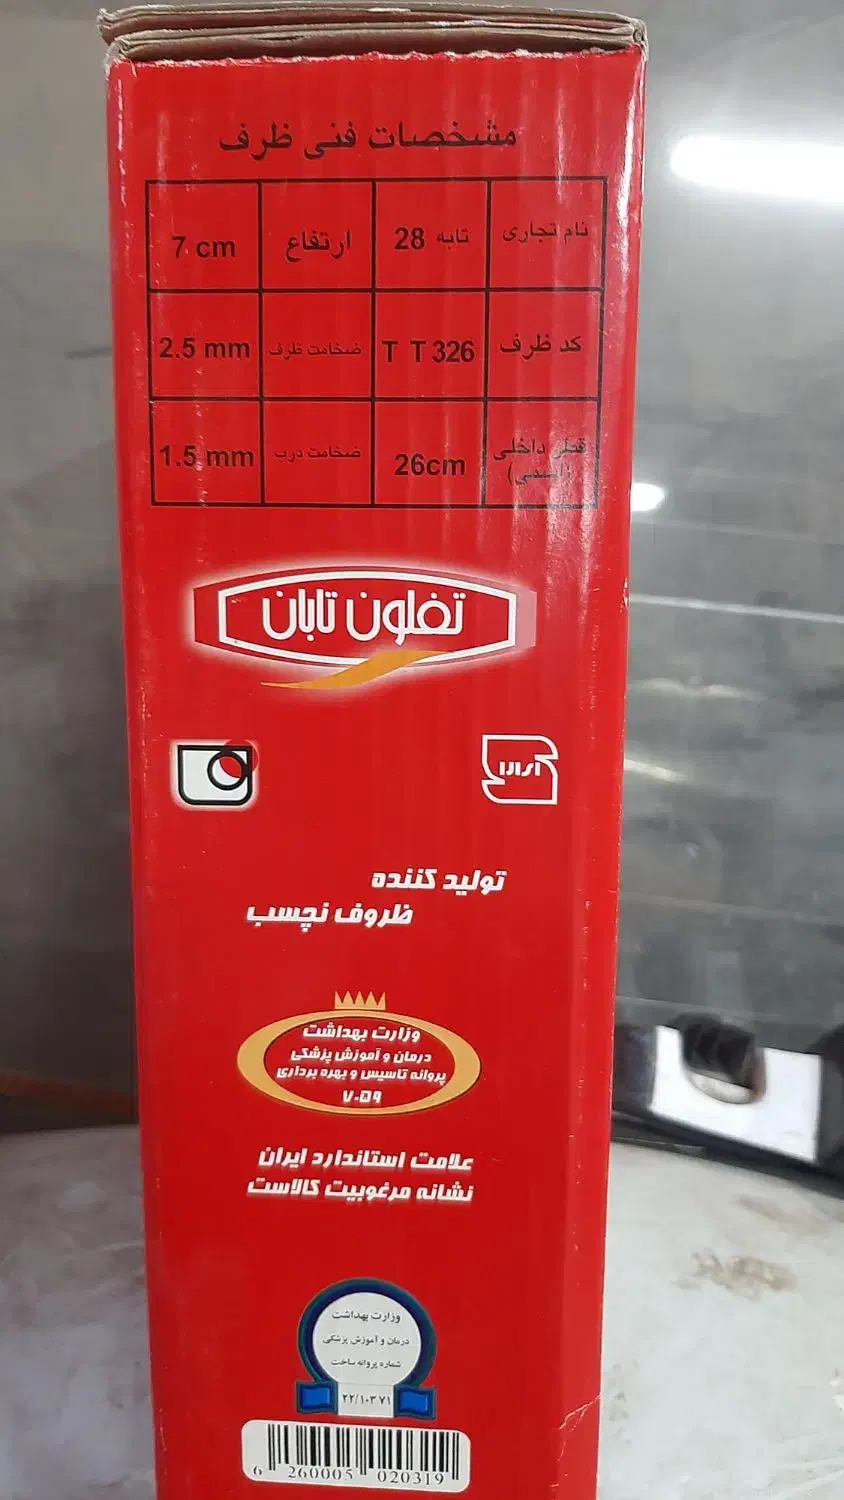 مشخصات فنی ظرف
نام تجاری تابه 28 ارتفاع 7 cm
کد ظرف T T 326 ضخامت ظرف 2.5 mm
قطر داخلی 26cm ضخامت درب 1.5 mm
(اسمی)
تفلون تابان
تولید کننده
ظروف نچسب
وزارت بهداشت
درمان و آموزش پزشکی
پروانه تاسیس و بهره برداری
۷۰۵۹
علامت استاندارد ایران
نشانه مرغوبیت کالاست
وزارت بهداشت
درمان و آموزش پزشکی
شماره پروانه ساخت
۲۲/۱۰۳۷۱
6 260005 020319